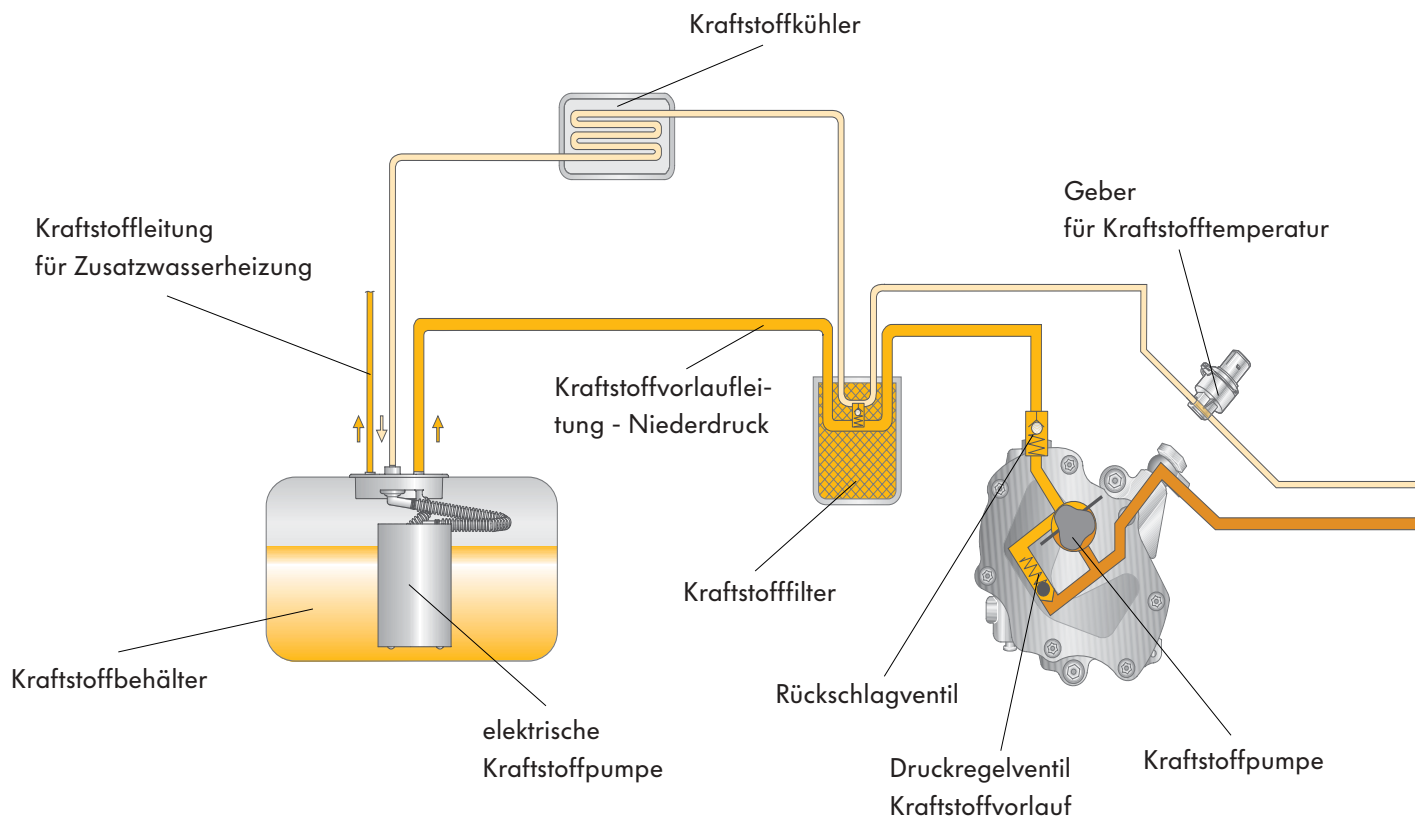 Kraftstoffkühler
Geber
für Kraftstofftemperatur
Kraftstoffleitung
für Zusatzwasserheizung
Kraftstoffvorlauflei-
tung - Niederdruck
Kraftstofffilter
Kraftstoffbehälter
Rückschlagventil
elektrische
Kraftstoffpumpe
Druckregelventil
Kraftstoffvorlauf
Kraftstoffpumpe